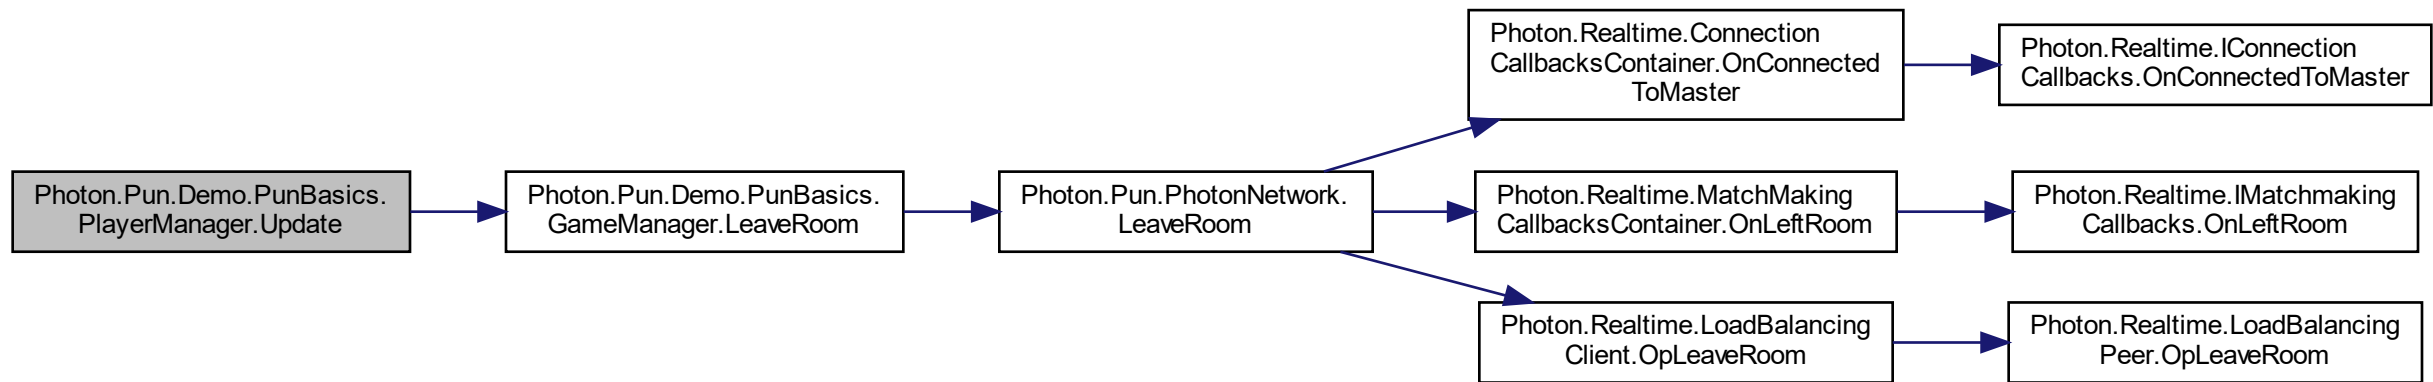 Photon.Pun.Demo.PunBasics.
PlayerManager.Update
Photon.Pun.Demo.PunBasics.
GameManager.LeaveRoom
Photon.Pun.PhotonNetwork.
LeaveRoom
Photon.Realtime.Connection
CallbacksContainer.OnConnected
ToMaster
Photon.Realtime.IConnection
Callbacks.OnConnectedToMaster
Photon.Realtime.MatchMaking
CallbacksContainer.OnLeftRoom
Photon.Realtime.IMatchmaking
Callbacks.OnLeftRoom
Photon.Realtime.LoadBalancing
Client.OpLeaveRoom
Photon.Realtime.LoadBalancing
Peer.OpLeaveRoom